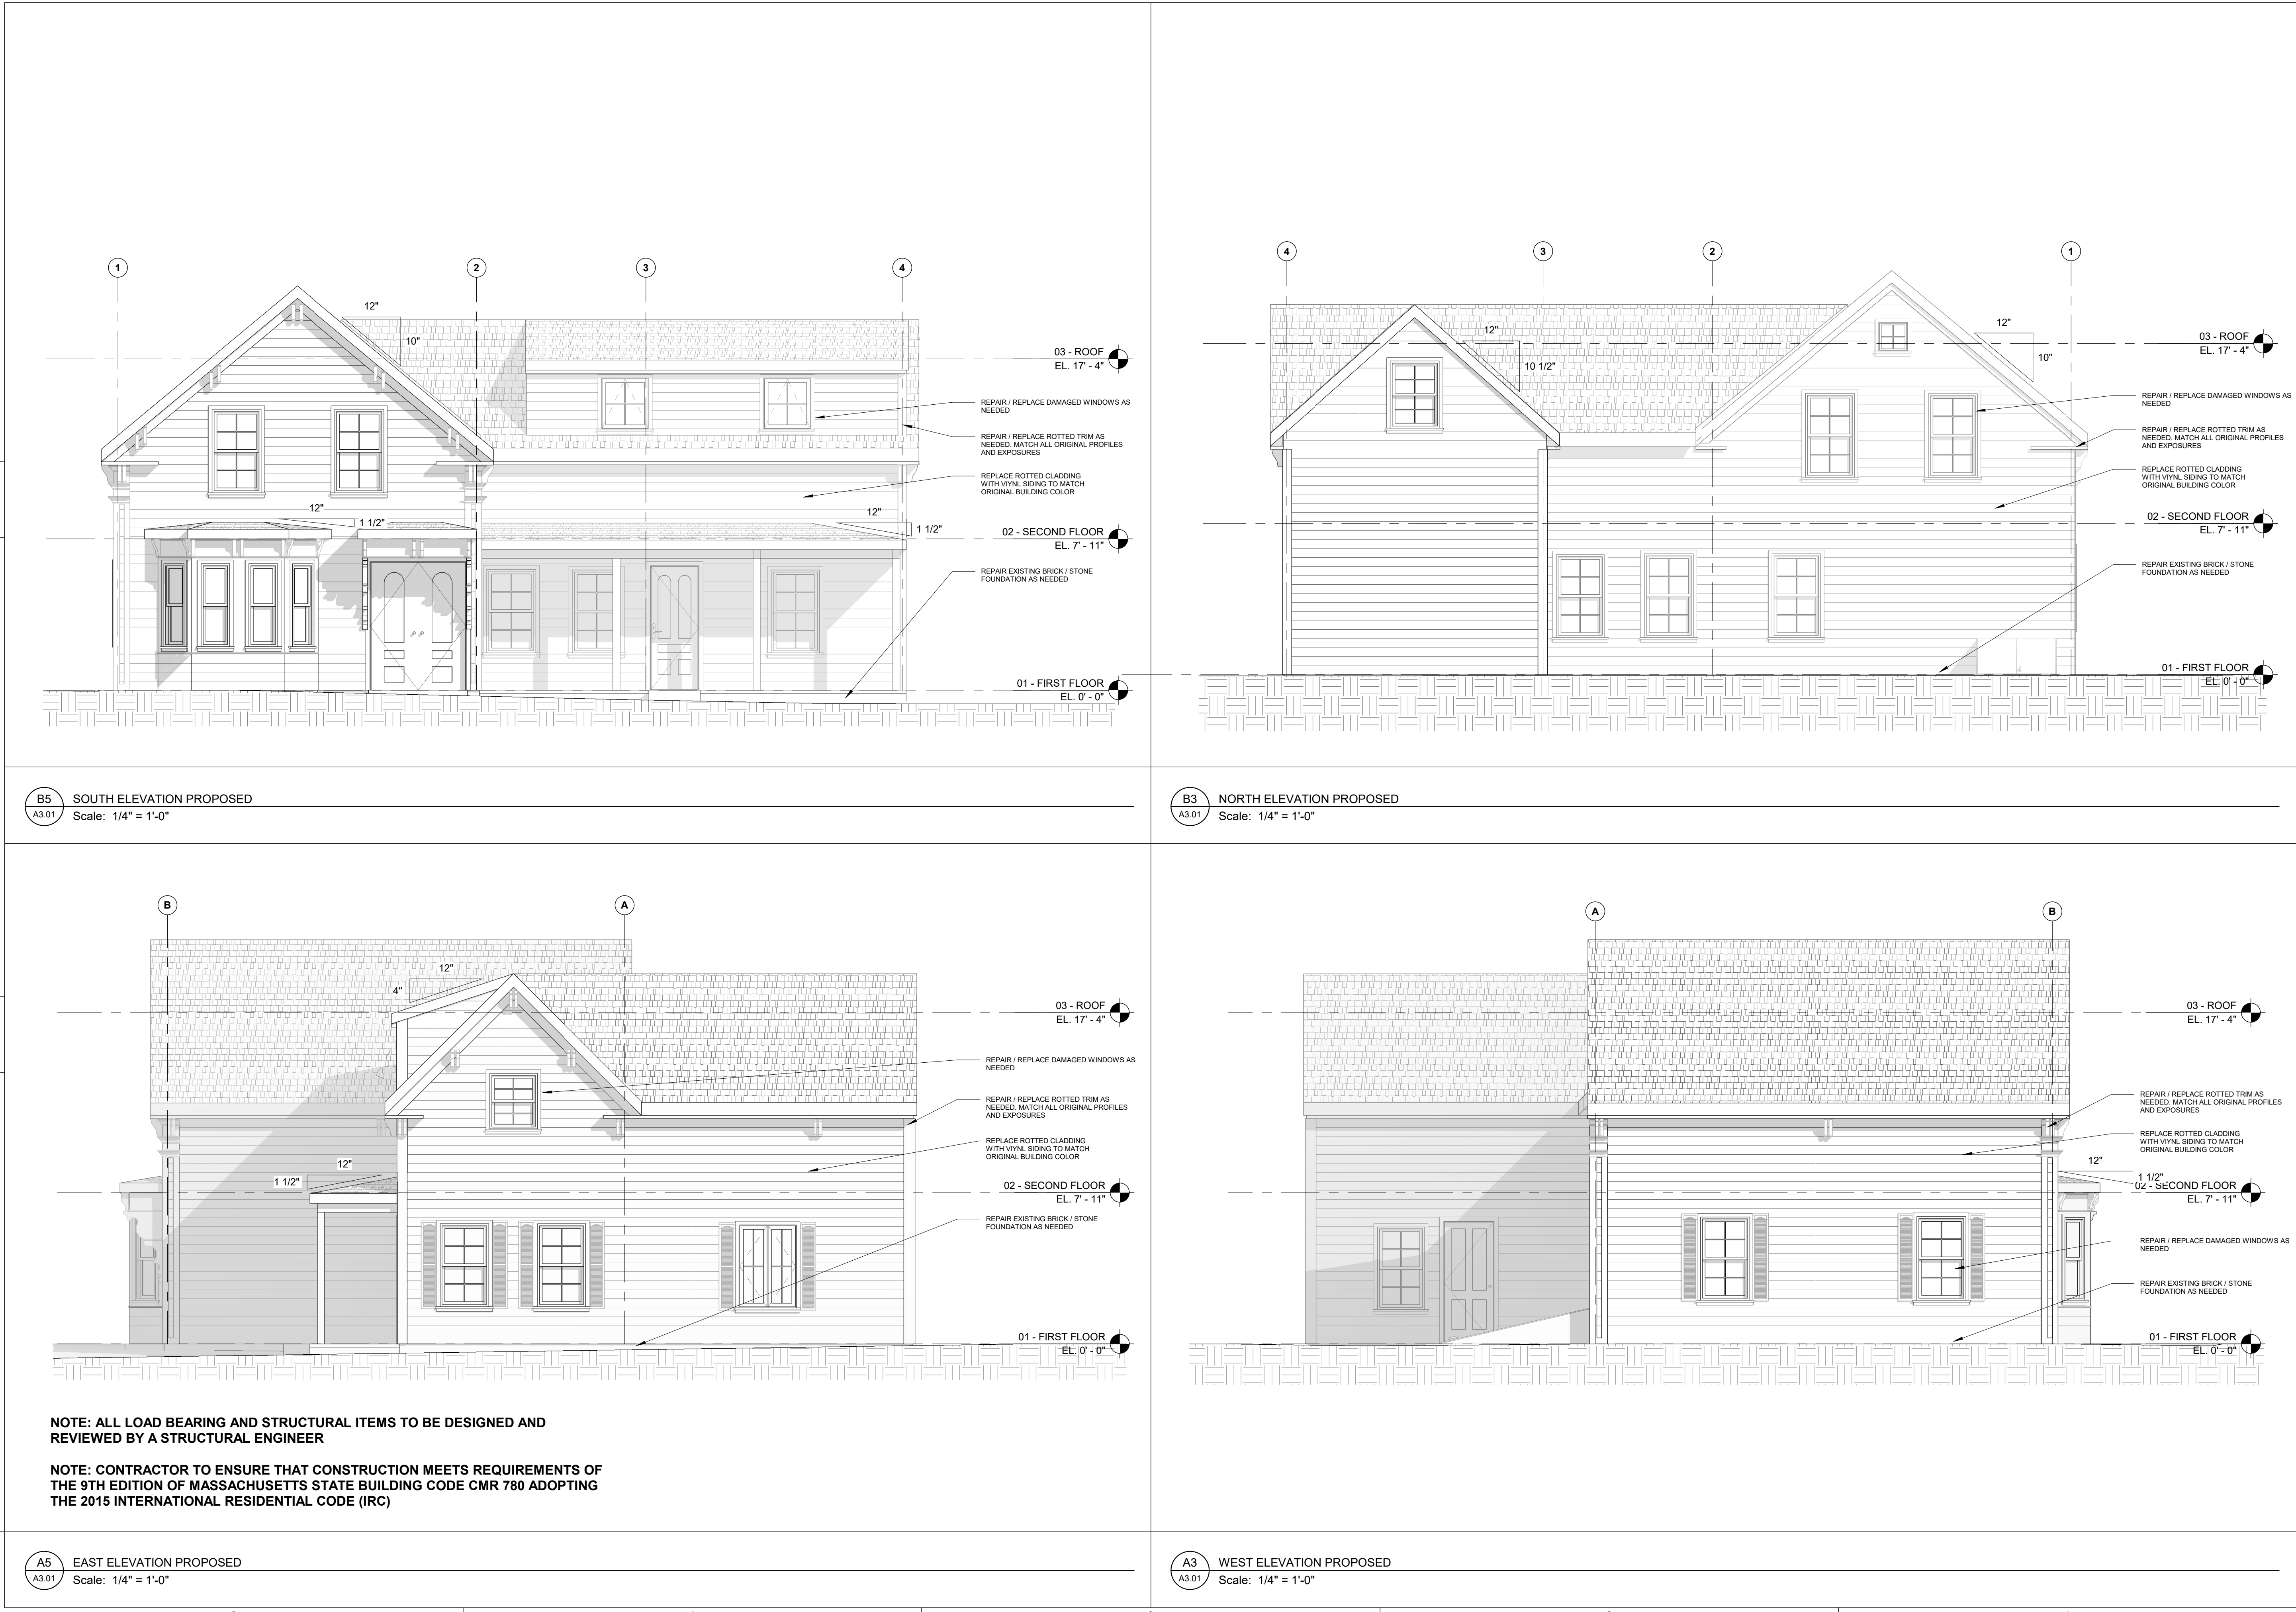 1
2
3
4
12"
10"
03 - ROOF
EL. 17' - 4"
REPAIR / REPLACE DAMAGED WINDOWS AS
NEEDED
REPAIR / REPLACE ROTTED TRIM AS
NEEDED. MATCH ALL ORIGINAL PROFILES
AND EXPOSURES
REPLACE ROTTED CLADDING
WITH VIYNL SIDING TO MATCH
ORIGINAL BUILDING COLOR
12"
1 1/2"
12"
1 1/2"
02 - SECOND FLOOR
EL. 7' - 11"
REPAIR EXISTING BRICK / STONE
FOUNDATION AS NEEDED
01 - FIRST FLOOR
EL. 0' - 0"
B5
A3.01
SOUTH ELEVATION PROPOSED
Scale: 1/4" = 1'-0"
4
3
2
1
12"
10 1/2"
12"
10"
03 - ROOF
EL. 17' - 4"
REPAIR / REPLACE DAMAGED WINDOWS AS
NEEDED
REPAIR / REPLACE ROTTED TRIM AS
NEEDED. MATCH ALL ORIGINAL PROFILES
AND EXPOSURES
REPLACE ROTTED CLADDING
WITH VIYNL SIDING TO MATCH
ORIGINAL BUILDING COLOR
02 - SECOND FLOOR
EL. 7' - 11"
REPAIR EXISTING BRICK / STONE
FOUNDATION AS NEEDED
01 - FIRST FLOOR
EL. 0' - 0"
B3
A3.01
NORTH ELEVATION PROPOSED
Scale: 1/4" = 1'-0"
B
A
12"
4"
03 - ROOF
EL. 17' - 4"
REPAIR / REPLACE DAMAGED WINDOWS AS
NEEDED
REPAIR / REPLACE ROTTED TRIM AS
NEEDED. MATCH ALL ORIGINAL PROFILES
AND EXPOSURES
REPLACE ROTTED CLADDING
WITH VIYNL SIDING TO MATCH
ORIGINAL BUILDING COLOR
12"
1 1/2"
02 - SECOND FLOOR
EL. 7' - 11"
REPAIR EXISTING BRICK / STONE
FOUNDATION AS NEEDED
01 - FIRST FLOOR
EL. 0' - 0"
NOTE: ALL LOAD BEARING AND STRUCTURAL ITEMS TO BE DESIGNED AND
REVIEWED BY A STRUCTURAL ENGINEER
NOTE: CONTRACTOR TO ENSURE THAT CONSTRUCTION MEETS REQUIREMENTS OF
THE 9TH EDITION OF MASSACHUSETTS STATE BUILDING CODE CMR 780 ADOPTING
THE 2015 INTERNATIONAL RESIDENTIAL CODE (IRC)
A5
A3.01
EAST ELEVATION PROPOSED
Scale: 1/4" = 1'-0"
A
B
03 - ROOF
EL. 17' - 4"
REPAIR / REPLACE ROTTED TRIM AS
NEEDED. MATCH ALL ORIGINAL PROFILES
AND EXPOSURES
REPLACE ROTTED CLADDING
WITH VIYNL SIDING TO MATCH
ORIGINAL BUILDING COLOR
12"
1 1/2"
02 - SECOND FLOOR
EL. 7' - 11"
REPAIR / REPLACE DAMAGED WINDOWS AS
NEEDED
REPAIR EXISTING BRICK / STONE
FOUNDATION AS NEEDED
01 - FIRST FLOOR
EL. 0' - 0"
A3
A3.01
WEST ELEVATION PROPOSED
Scale: 1/4" = 1'-0"